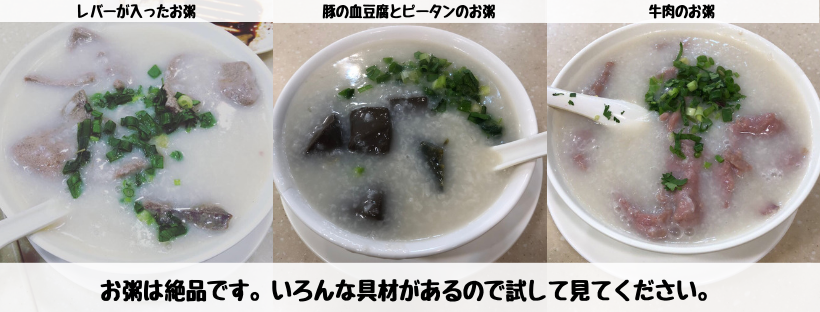 レバーが入ったお粥
豚の血豆腐とピータンのお粥
牛肉のお粥
お粥は絶品です。いろんな具材があるので試して見てください。